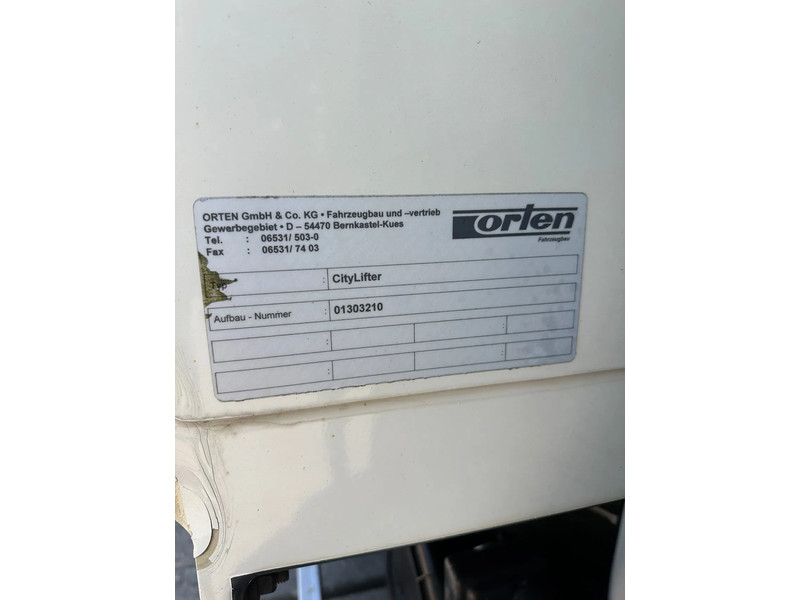 ORTEN GmbH & Co. KG • Fahrzeugbau und –vertrieb
Gewerbegebiet • D – 54470 Bernkastel-Kues
Tel. : 06531/ 503-0
Fax : 06531/ 74 03
orten
Fahrzeugbau
: CityLifter
Aufbau - Nummer : 01303210
: :
: :